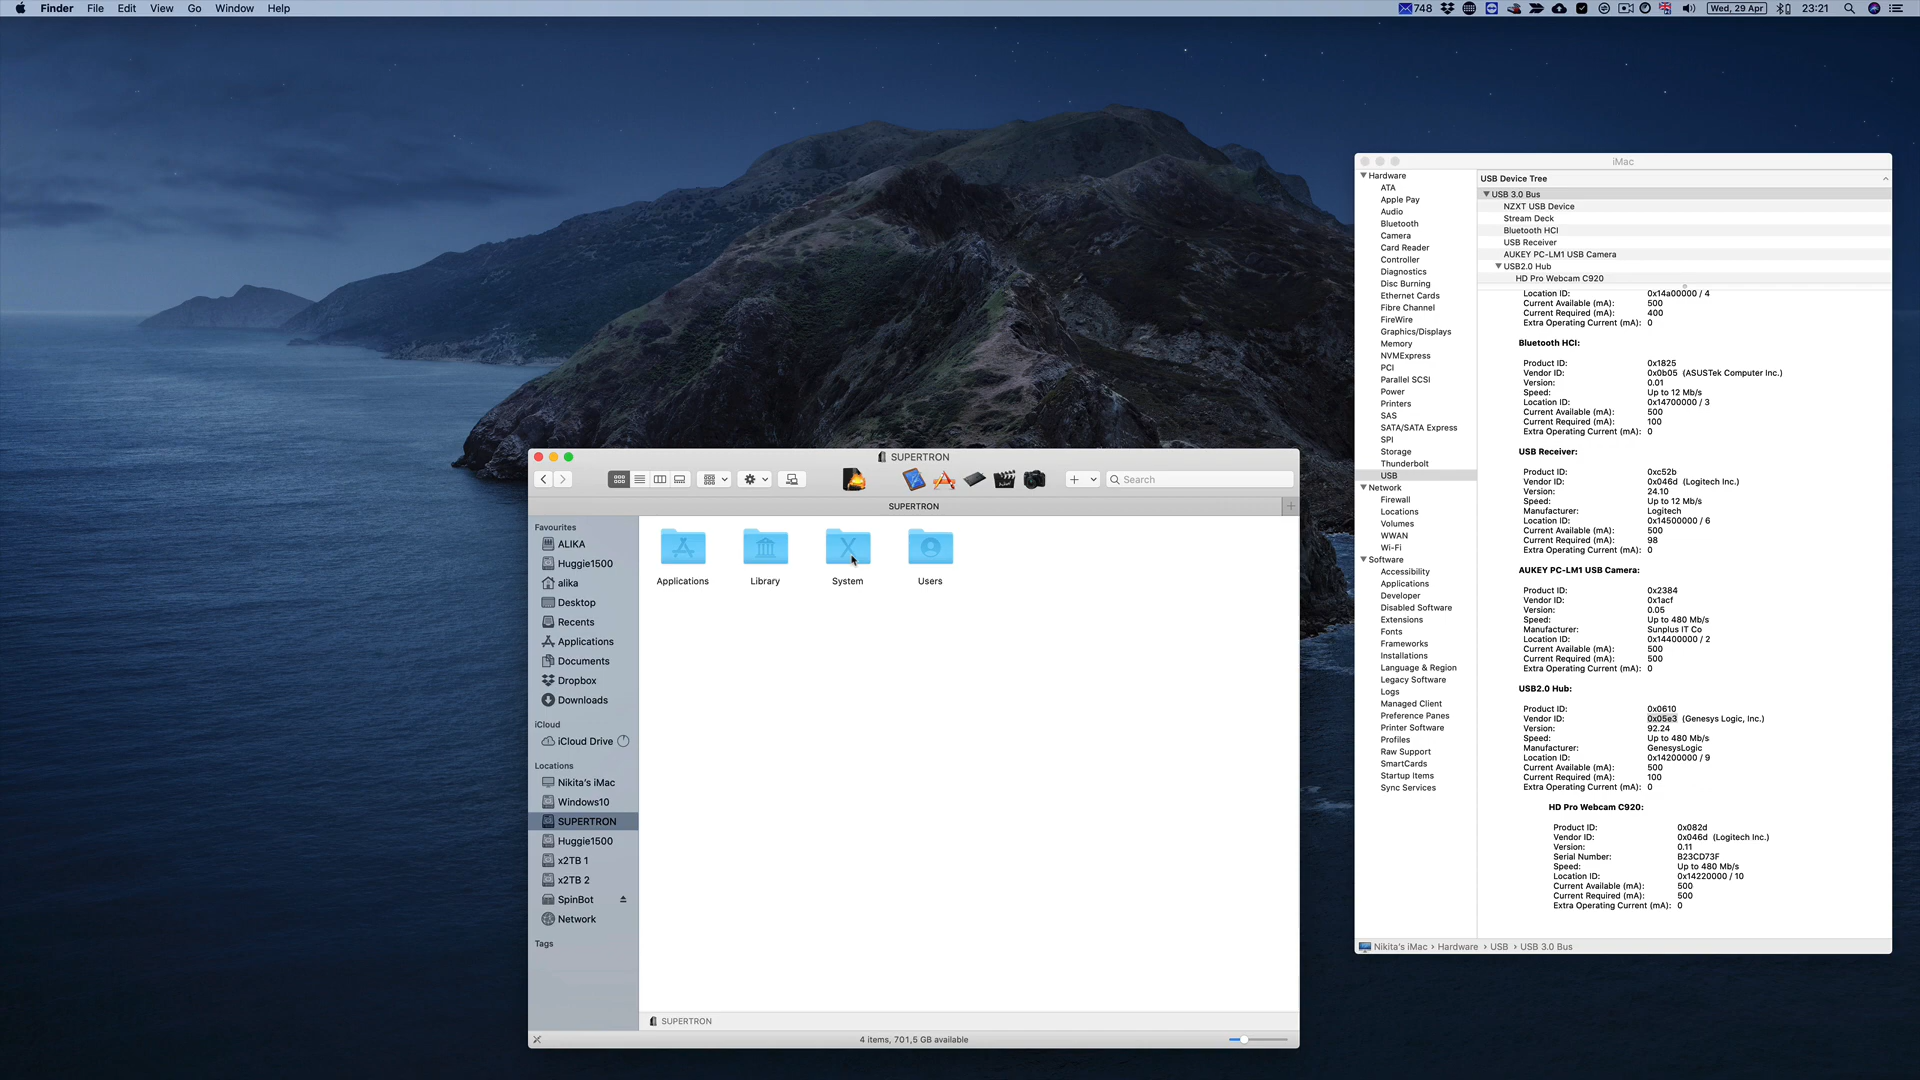 Finder File Edit View Go Window Help
748 Wed, 29 Apr 23:21
SUPERTRON
Search
SUPERTRON
Favourites
ALIKA
Huggie1500
alika
Desktop
Recents
Applications
Documents
Dropbox
Downloads
iCloud
iCloud Drive
Locations
Nikita's iMac
Windows10
SUPERTRON
Huggie1500
x2TB 1
x2TB 2
SpinBot
Network
Tags
Applications Library System Users
SUPERTRON
4 items, 701,5 GB available
iMac
Hardware
ATA
Apple Pay
Audio
Bluetooth
Camera
Card Reader
Controller
Diagnostics
Disc Burning
Ethernet Cards
Fibre Channel
FireWire
Graphics/Displays
Memory
NVMExpress
PCI
Parallel SCSI
Power
Printers
SAS
SATA/SATA Express
SPI
Storage
Thunderbolt
USB
Network
Firewall
Locations
Volumes
WWAN
Wi-Fi
Software
Accessibility
Applications
Developer
Disabled Software
Extensions
Fonts
Frameworks
Installations
Language & Region
Legacy Software
Logs
Managed Client
Preference Panes
Printer Software
Profiles
Raw Support
SmartCards
Startup Items
Sync Services
USB Device Tree
USB 3.0 Bus
NZXT USB Device
Stream Deck
Bluetooth HCI
USB Receiver
AUKEY PC-LM1 USB Camera
USB2.0 Hub
HD Pro Webcam C920
Location ID: 0x14a00000 / 4
Current Available (mA): 500
Current Required (mA): 400
Extra Operating Current (mA): 0
Bluetooth HCI:
Product ID: 0x1825
Vendor ID: 0x0b05 (ASUSTek Computer Inc.)
Version: 0.01
Speed: Up to 12 Mb/s
Location ID: 0x14700000 / 3
Current Available (mA): 500
Current Required (mA): 100
Extra Operating Current (mA): 0
USB Receiver:
Product ID: 0xc52b
Vendor ID: 0x046d (Logitech Inc.)
Version: 24.10
Speed: Up to 12 Mb/s
Manufacturer: Logitech
Location ID: 0x14500000 / 6
Current Available (mA): 500
Current Required (mA): 98
Extra Operating Current (mA): 0
AUKEY PC-LM1 USB Camera:
Product ID: 0x2384
Vendor ID: 0x1acf
Version: 0.05
Speed: Up to 480 Mb/s
Manufacturer: Sunplus IT Co
Location ID: 0x14400000 / 2
Current Available (mA): 500
Current Required (mA): 500
Extra Operating Current (mA): 0
USB2.0 Hub:
Product ID: 0x0610
Vendor ID: 0x05e3 (Genesys Logic, Inc.)
Version: 92.24
Speed: Up to 480 Mb/s
Manufacturer: GenesysLogic
Location ID: 0x14200000 / 9
Current Available (mA): 500
Current Required (mA): 100
Extra Operating Current (mA): 0
HD Pro Webcam C920:
Product ID: 0x082d
Vendor ID: 0x046d (Logitech Inc.)
Version: 0.11
Serial Number: B23CD73F
Speed: Up to 480 Mb/s
Location ID: 0x14220000 / 10
Current Available (mA): 500
Current Required (mA): 500
Extra Operating Current (mA): 0
Nikita's iMac › Hardware › USB › USB 3.0 Bus